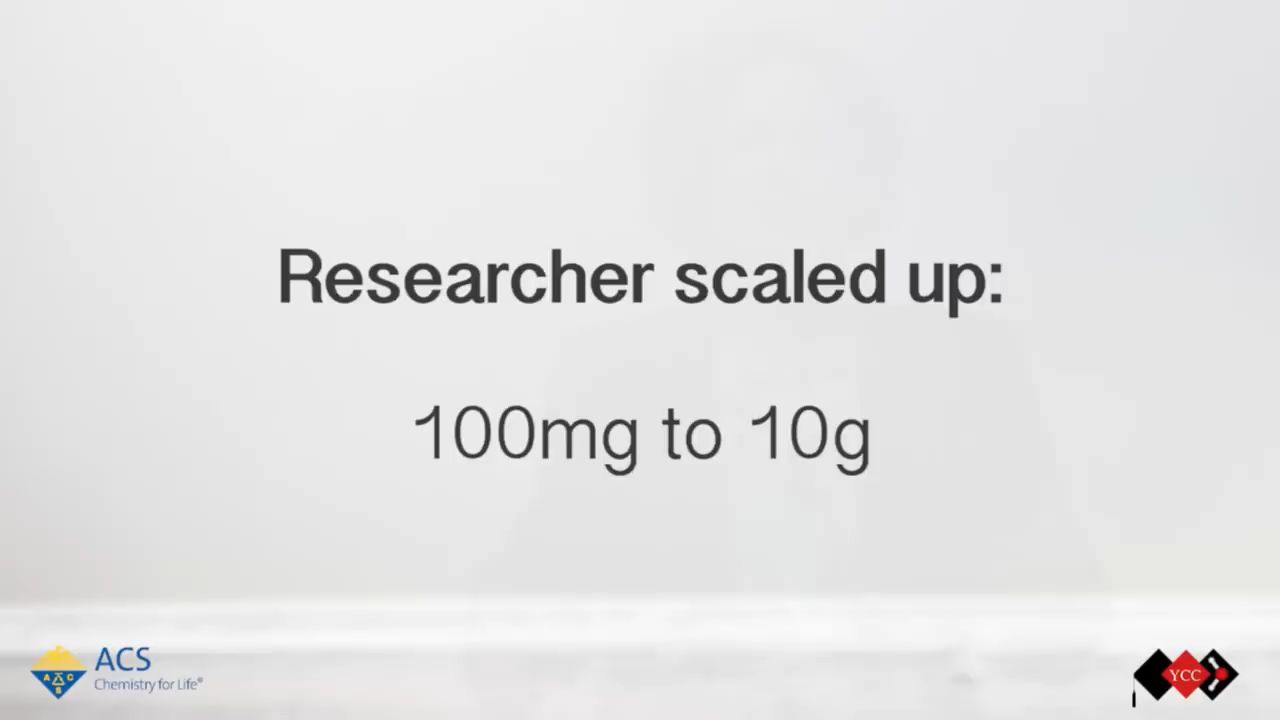 Researcher scaled up:
100mg to 10g
ACS
Chemistry for Life®
A C S
YCC